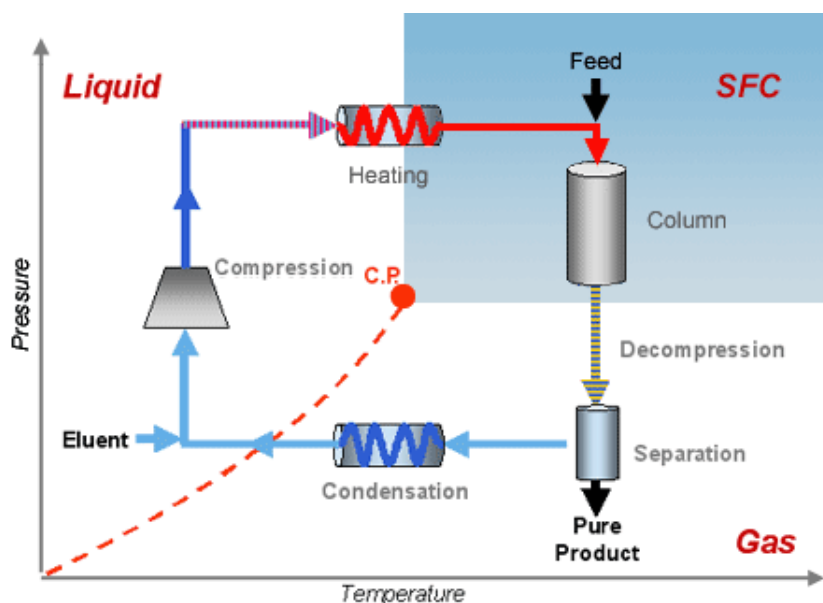 Liquid
Feed
SFC
Heating
Column
Compression
C.P.
Pressure
Decompression
Eluent
Condensation
Separation
Pure
Product
Gas
Temperature